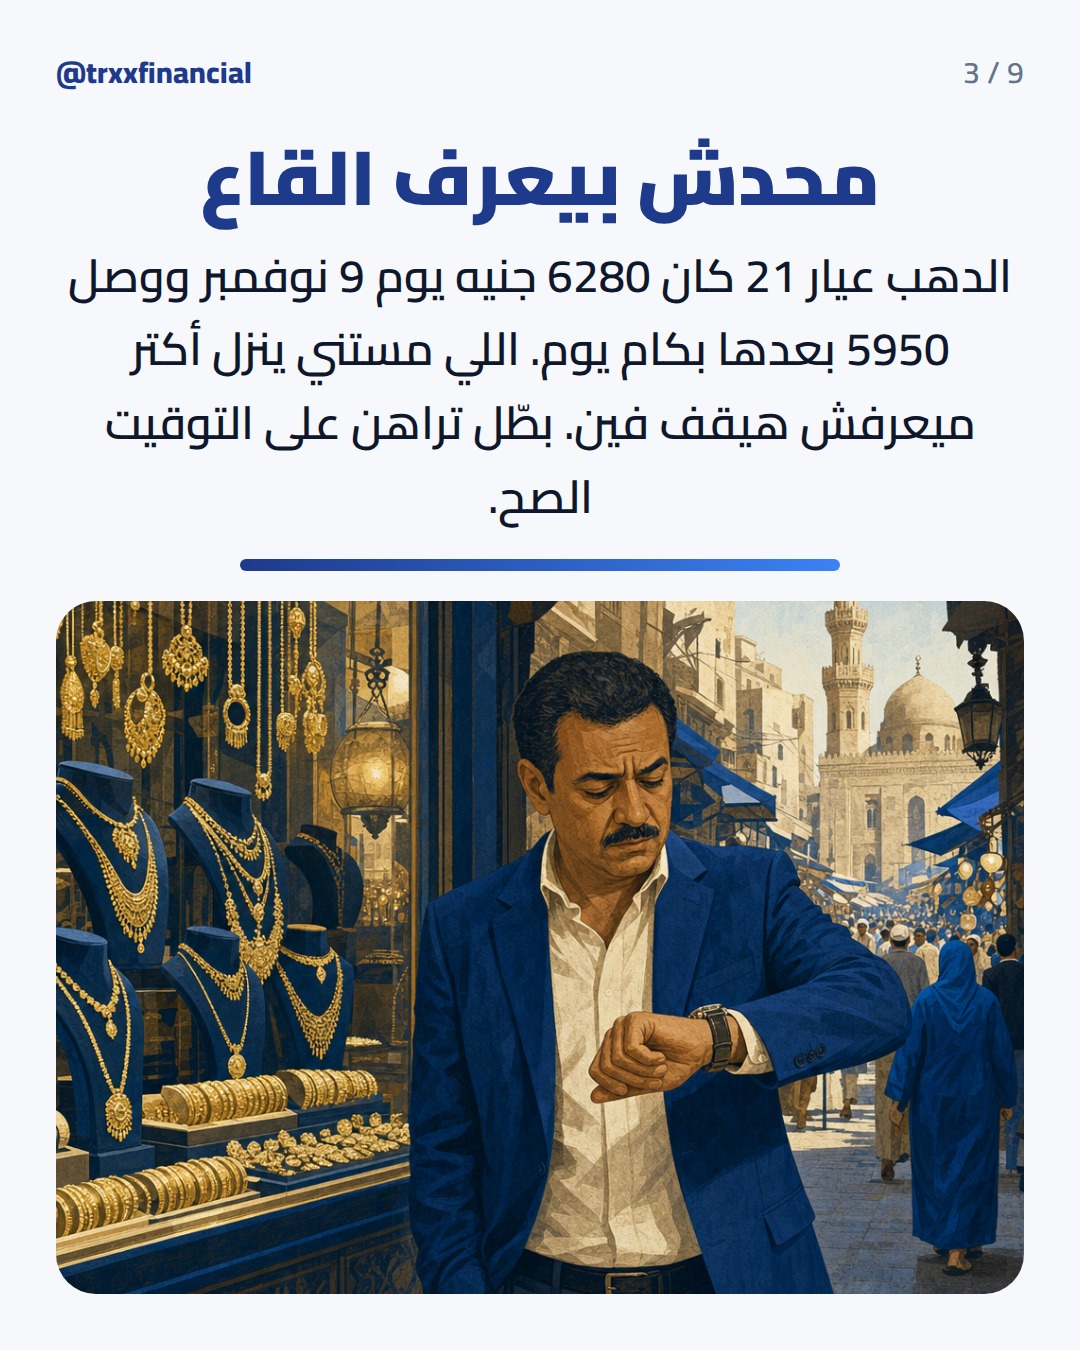 @trxxfinancial
3 / 9
محدش بيعرف القاع
الدهب عيار 21 كان 6280 جنيه يوم 9 نوفمبر ووصل
5950 بعدها بكام يوم. اللي مستني ينزل أكتر
ميعرفش هيقف فين. بطّل تراهن على التوقيت
الصح.